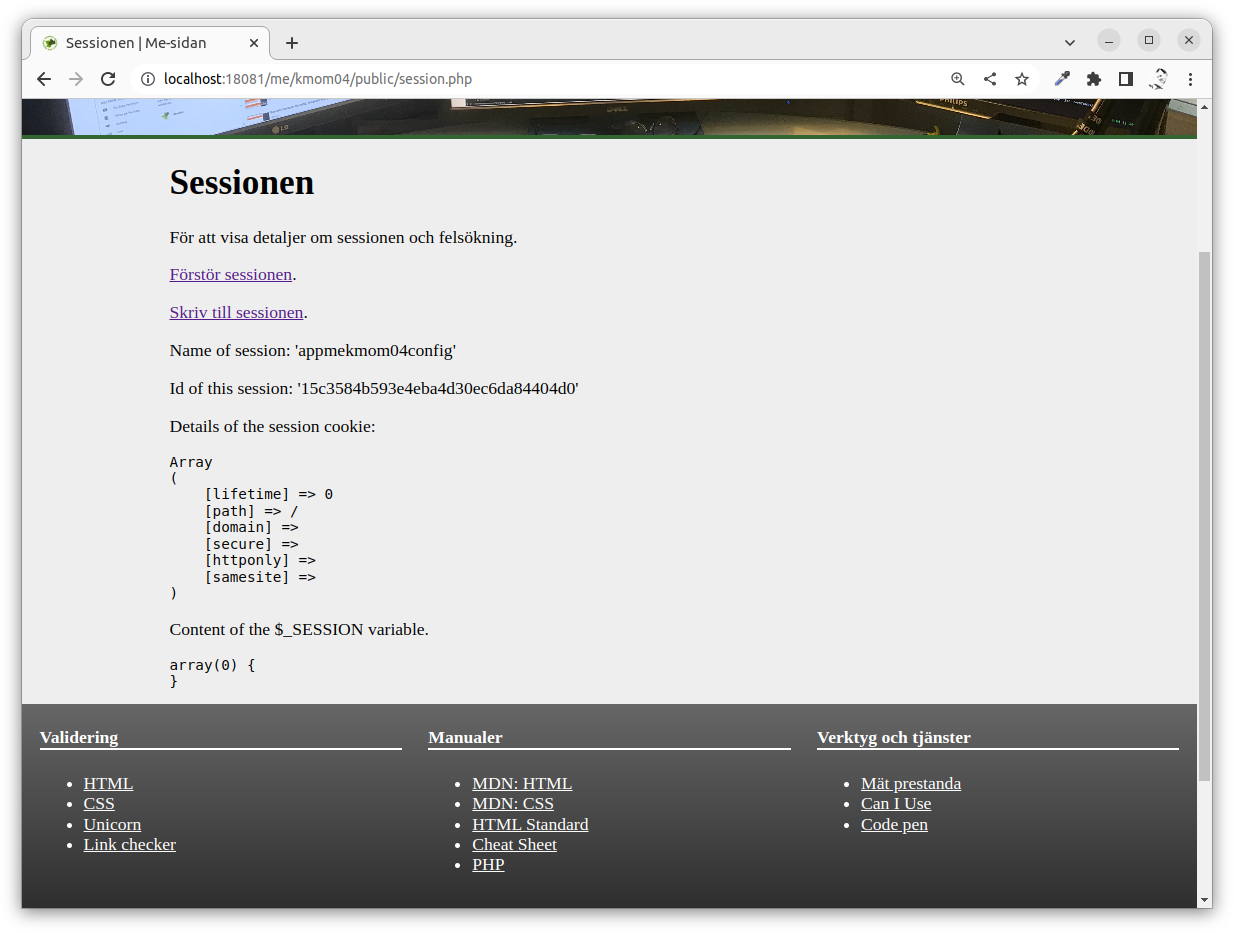 Sessionen | Me-sidan
localhost:18081/me/kmom04/public/session.php
LG
DELL
PHILIPS
Sessionen
För att visa detaljer om sessionen och felsökning.
Förstör sessionen.
Skriv till sessionen.
Name of session: 'appmekmom04config'
Id of this session: '15c3584b593e4eba4d30ec6da84404d0'
Details of the session cookie:
Array
(
    [lifetime] => 0
    [path] => /
    [domain] =>
    [secure] =>
    [httponly] =>
    [samesite] =>
)
Content of the $_SESSION variable.
array(0) {
}
Validering
HTML
CSS
Unicorn
Link checker
Manualer
MDN: HTML
MDN: CSS
HTML Standard
Cheat Sheet
PHP
Verktyg och tjänster
Mät prestanda
Can I Use
Code pen